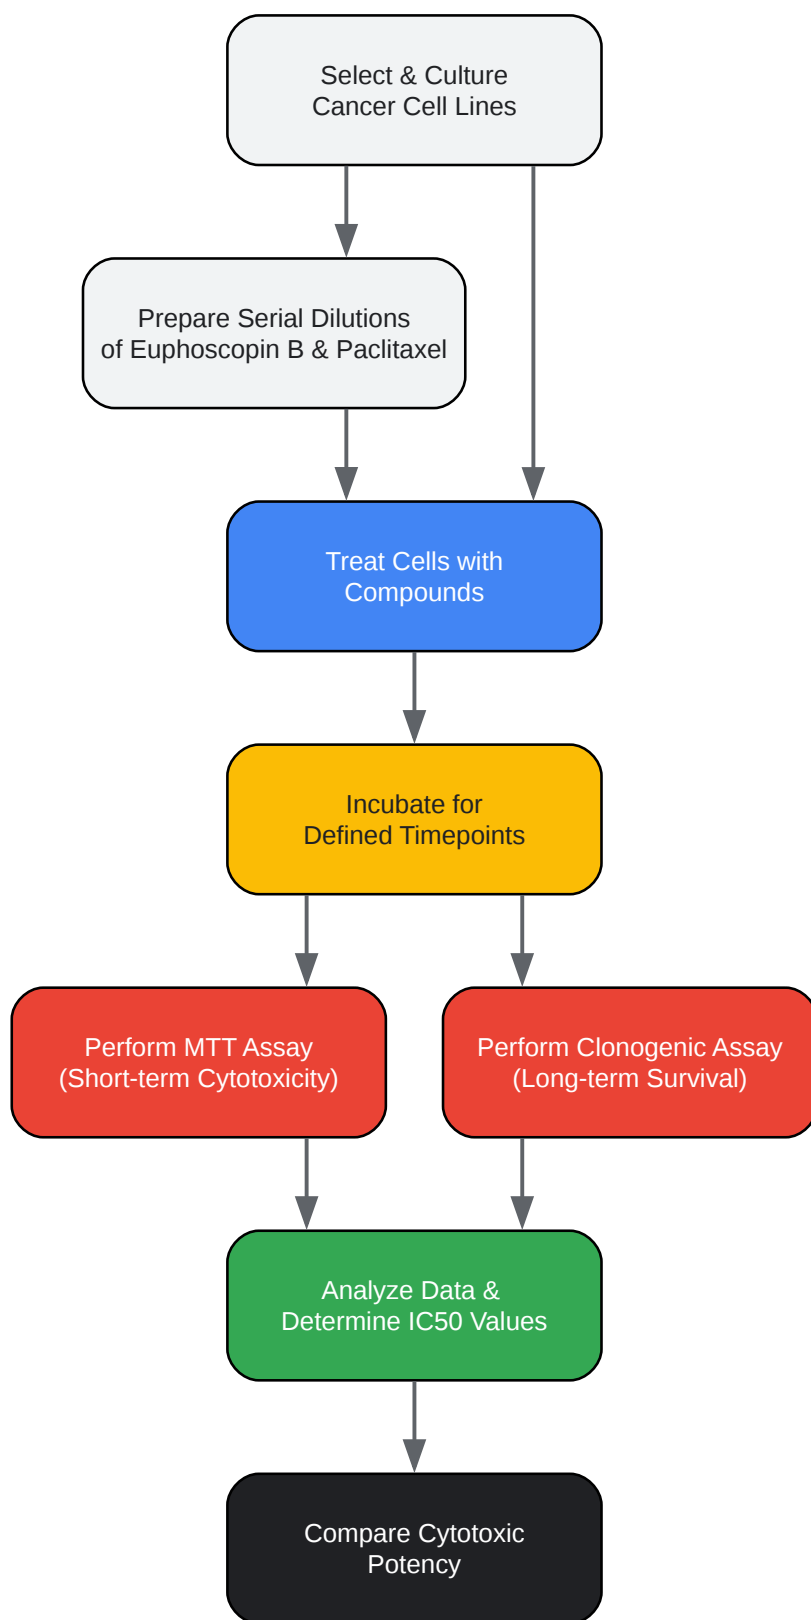 Select & Culture
Cancer Cell Lines
Prepare Serial Dilutions
of Euphoscopin B & Paclitaxel
Treat Cells with
Compounds
Incubate for
Defined Timepoints
Perform MTT Assay
(Short-term Cytotoxicity)
Perform Clonogenic Assay
(Long-term Survival)
Analyze Data &
Determine IC50 Values
Compare Cytotoxic
Potency